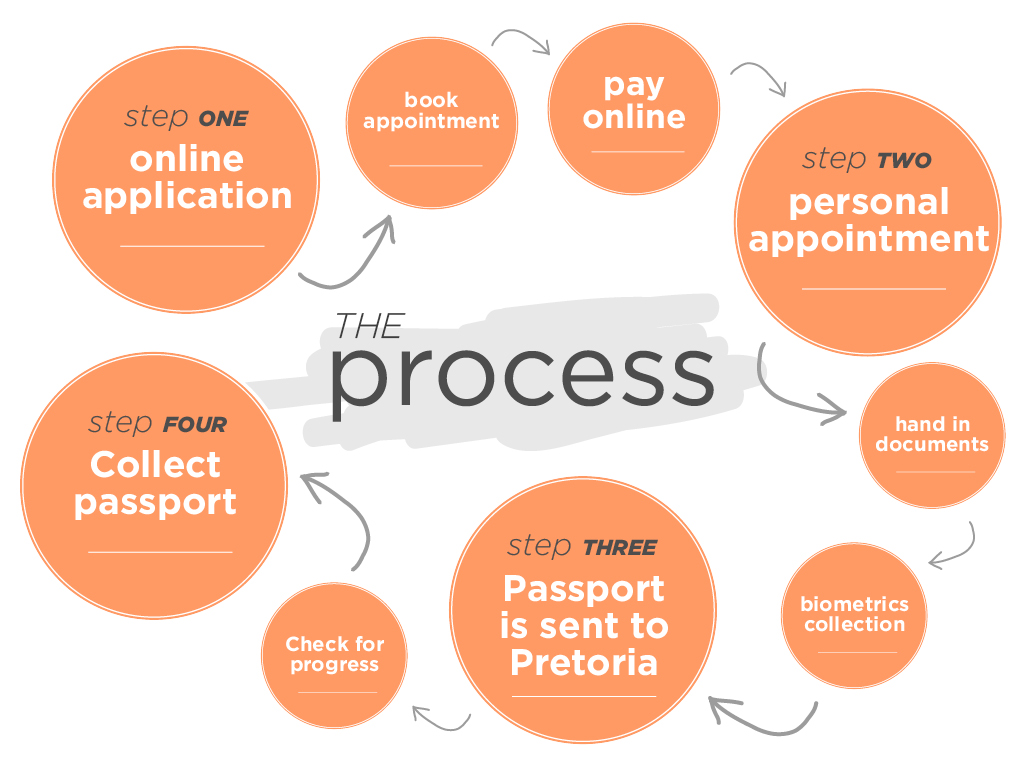 step ONE
online
application
book
appointment
pay
online
step TWO
personal
appointment
THE
process
hand in
documents
biometrics
collection
step THREE
Passport
is sent to
Pretoria
Check for
progress
step FOUR
Collect
passport